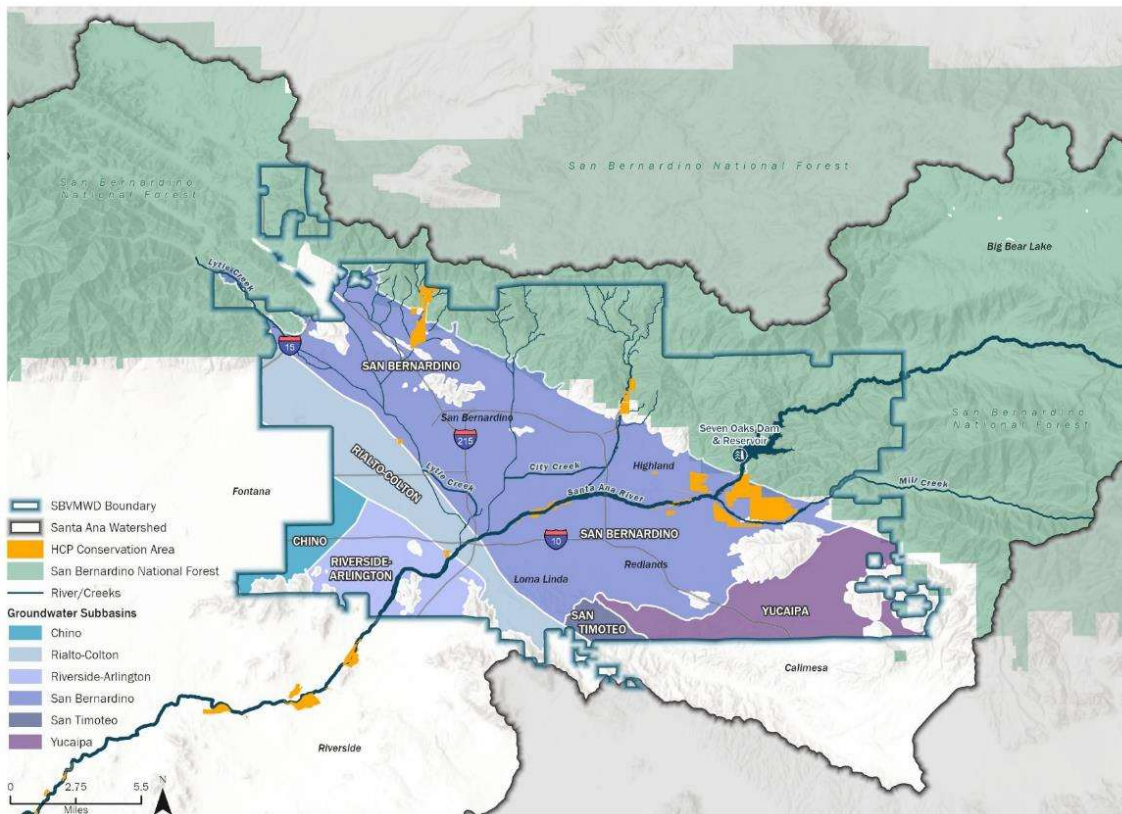 San Bernardino
National Forest
San Bernardino National Forest
Big Bear Lake
Lytle Creek
15
SAN BERNARDINO
San Bernardino
215
Seven Oaks Dam
& Reservoir
San Bernardino
National Forest
RIALTO-COLTON
Lytle Creek
City Creek
Highland
Mill Creek
Fontana
Santa Ana River
SAN BERNARDINO
10
CHINO
RIVERSIDE-
ARLINGTON
Loma Linda
Redlands
SAN
TIMOTEO
YUCAIPA
Calimesa
Riverside
SBVMWD Boundary
Santa Ana Watershed
HCP Conservation Area
San Bernardino National Forest
River/Creeks
Groundwater Subbasins
Chino
Rialto-Colton
Riverside-Arlington
San Bernardino
San Timoteo
Yucaipa
0 2.75 5.5
Miles
N